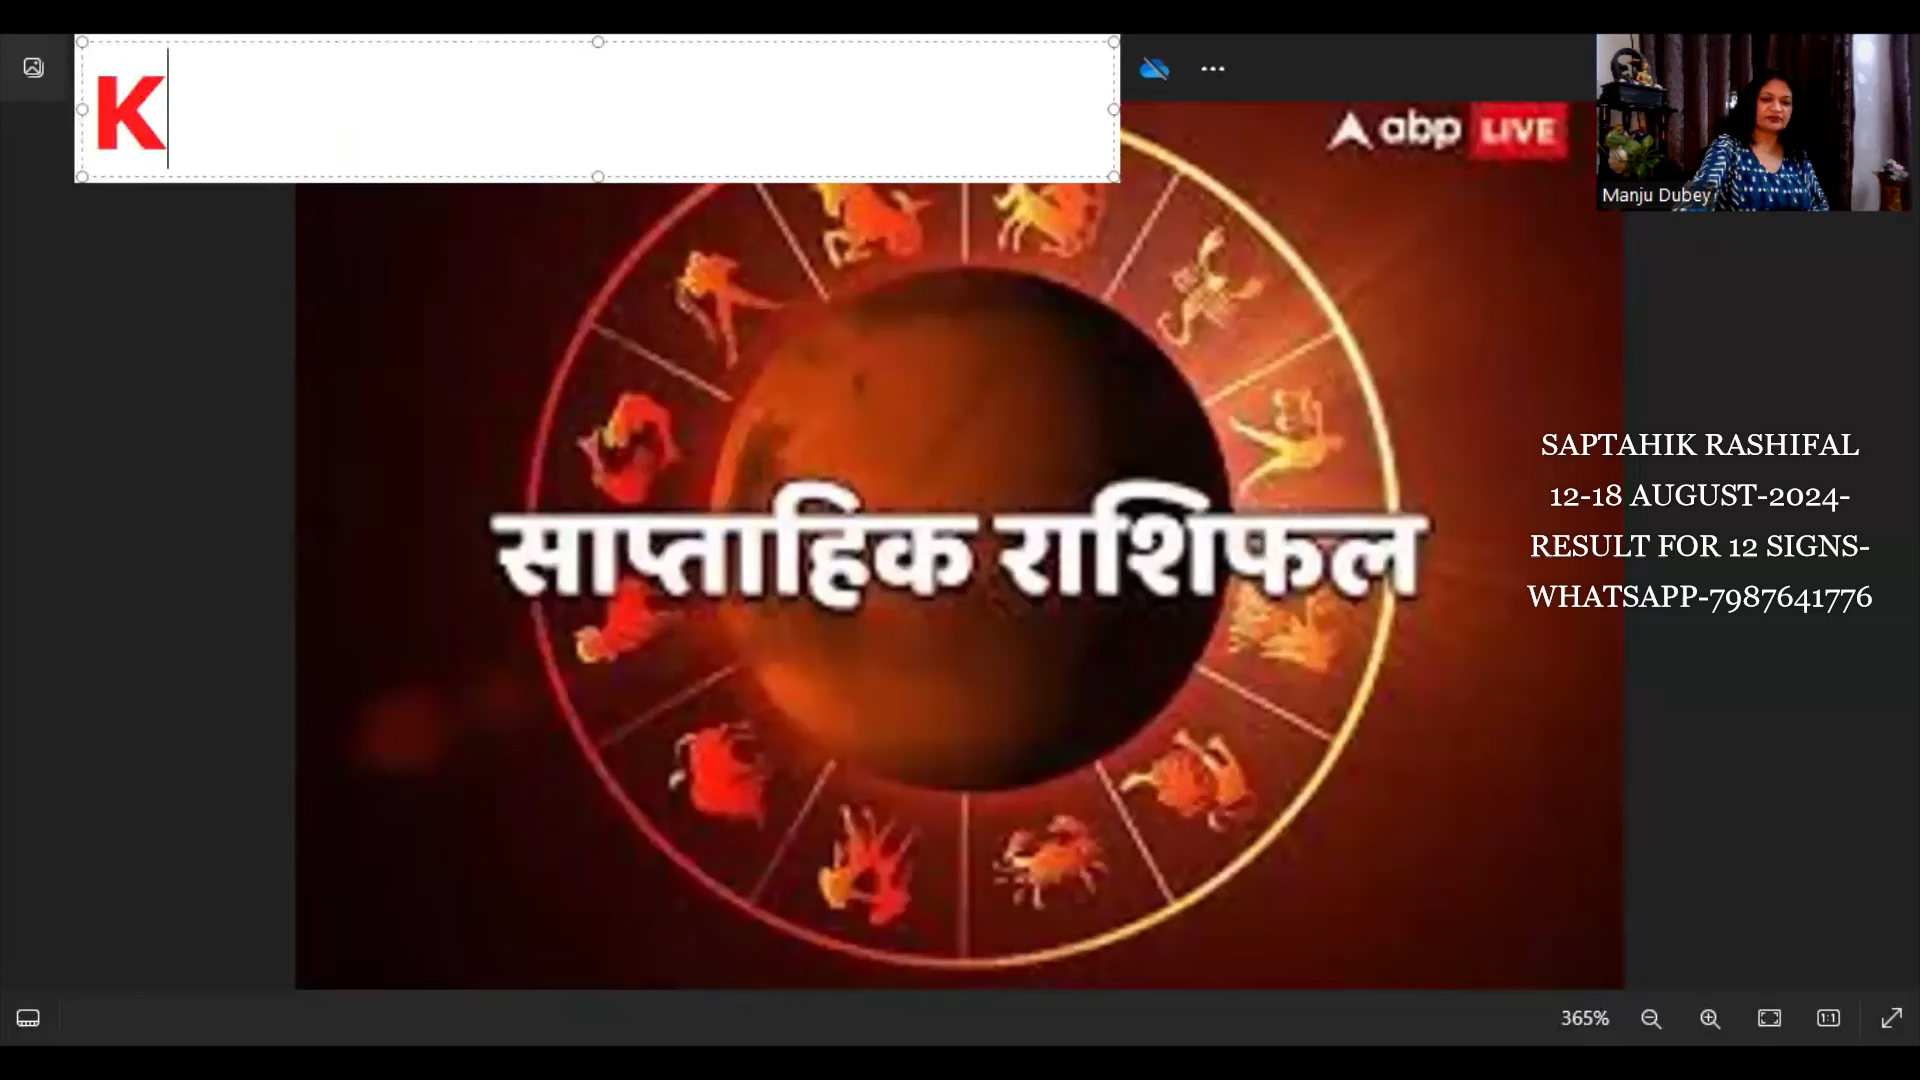 K
abp LIVE
Manju Dubey
साप्ताहिक राशिफल
SAPTAHIK RASHIFAL
12-18 AUGUST-2024-
RESULT FOR 12 SIGNS-
WHATSAPP-7987641776
365%
1:1